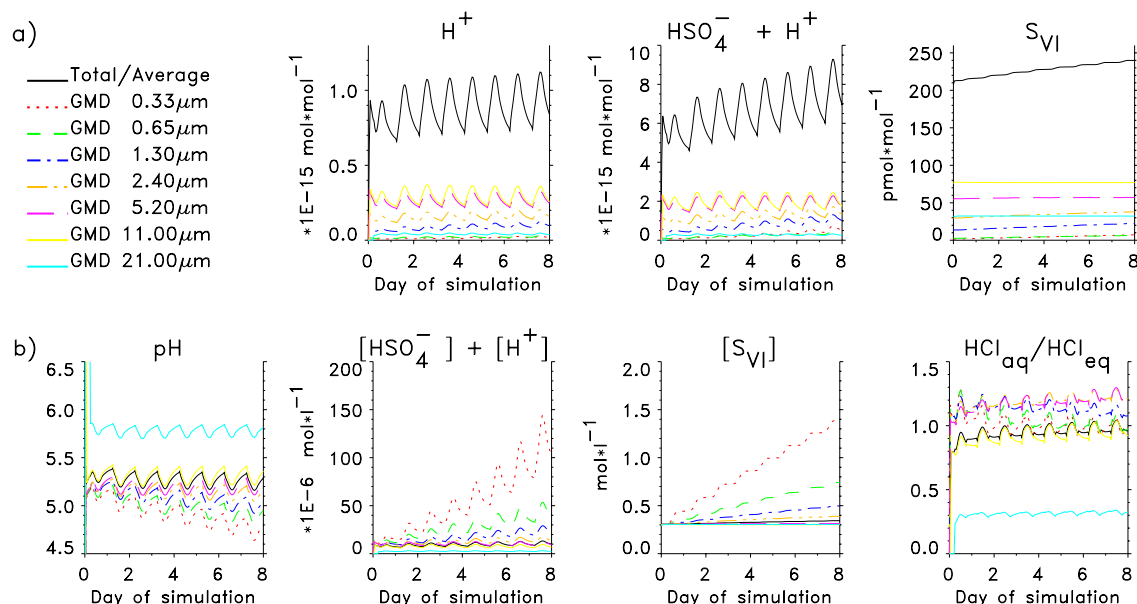 a)
Total/Average
GMD 0.33μm
GMD 0.65μm
GMD 1.30μm
GMD 2.40μm
GMD 5.20μm
GMD 11.00μm
GMD 21.00μm
H⁺
*1E-15 mol*mol⁻¹
1.0
0.5
0.0
0 2 4 6 8
Day of simulation
HSO₄⁻ + H⁺
*1E-15 mol*mol⁻¹
10
8
6
4
2
0
0 2 4 6 8
Day of simulation
S_VI
pmol*mol⁻¹
250
200
150
100
50
0
0 2 4 6 8
Day of simulation
b)
pH
6.5
6.0
5.5
5.0
4.5
0 2 4 6 8
Day of simulation
[HSO₄⁻ ] + [H⁺]
*1E-6 mol*l⁻¹
200
150
100
50
0
0 2 4 6 8
Day of simulation
[S_VI]
mol*l⁻¹
2.0
1.5
1.0
0.5
0.0
0 2 4 6 8
Day of simulation
HCl_aq/HCl_eq
1.5
1.0
0.5
0.0
0 2 4 6 8
Day of simulation